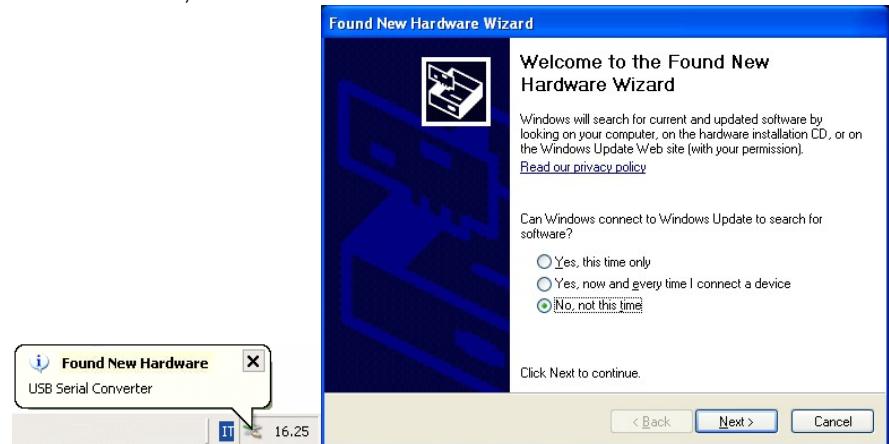 Found New Hardware Wizard
Welcome to the Found New
Hardware Wizard
Windows will search for current and updated software by
looking on your computer, on the hardware installation CD, or on
the Windows Update Web site (with your permission).
Read our privacy policy
Can Windows connect to Windows Update to search for
software?
Yes, this time only
Yes, now and every time I connect a device
No, not this time
Click Next to continue.
< Back
Next >
Cancel
Found New Hardware
USB Serial Converter
IT
16.25